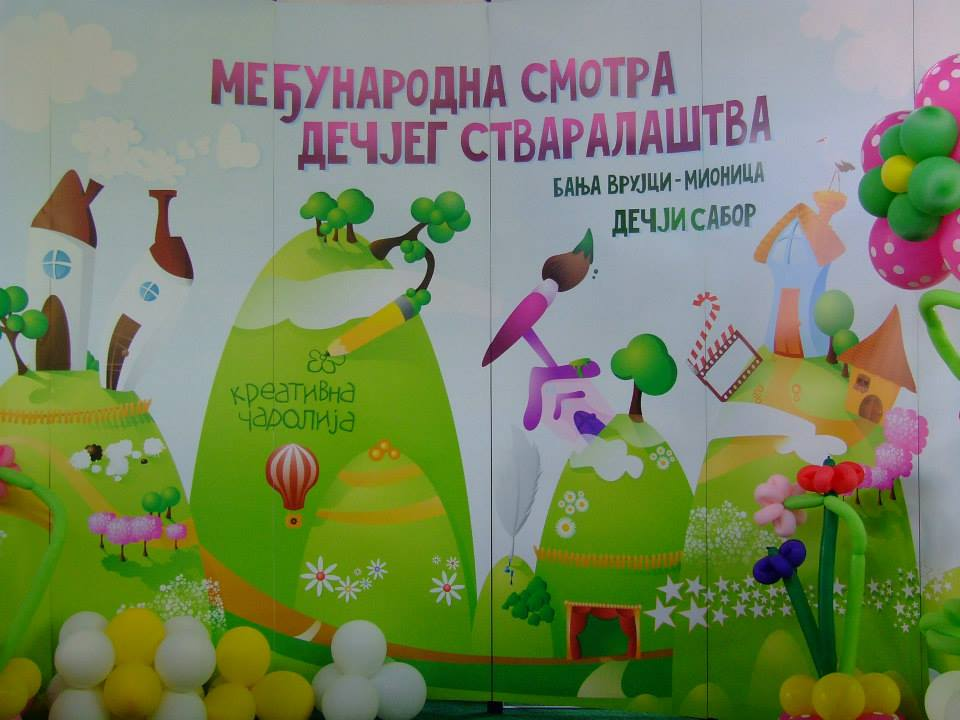 МЕЂУНАРОДНА СМОТРА
ДЕЧЈЕГ СТВАРАЛАШТВА
БАЊА ВРУЈЦИ - МИОНИЦА
ДЕЧЈИ САБОР
креативна
чаролија